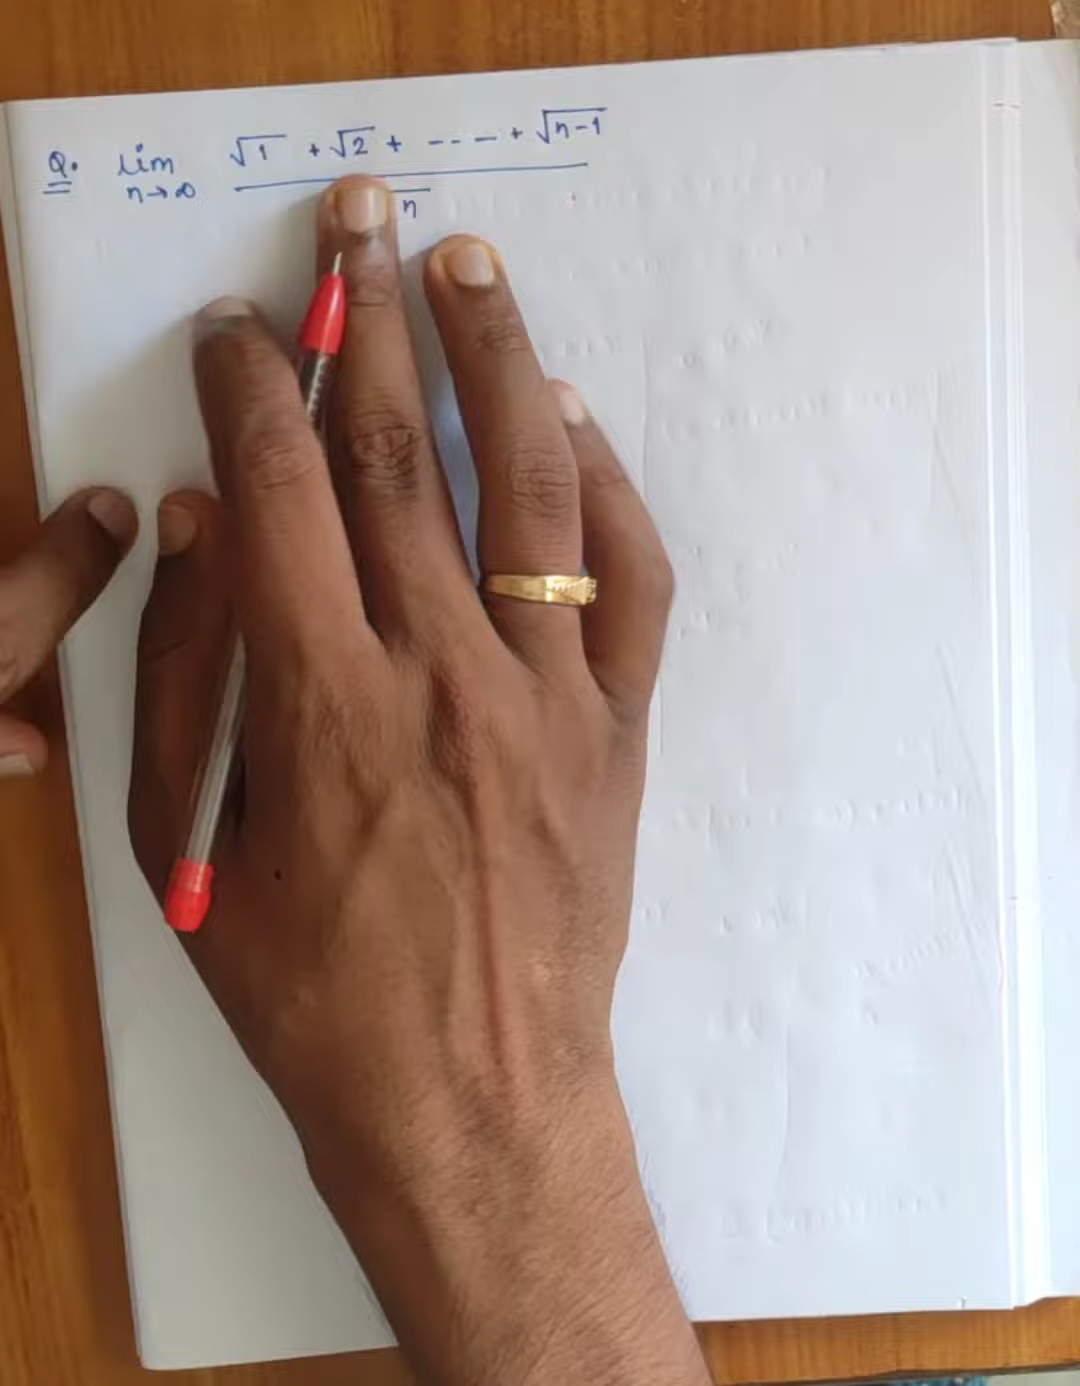 Q. lim n→∞ √1 + √2 + ---- + √n-1
n